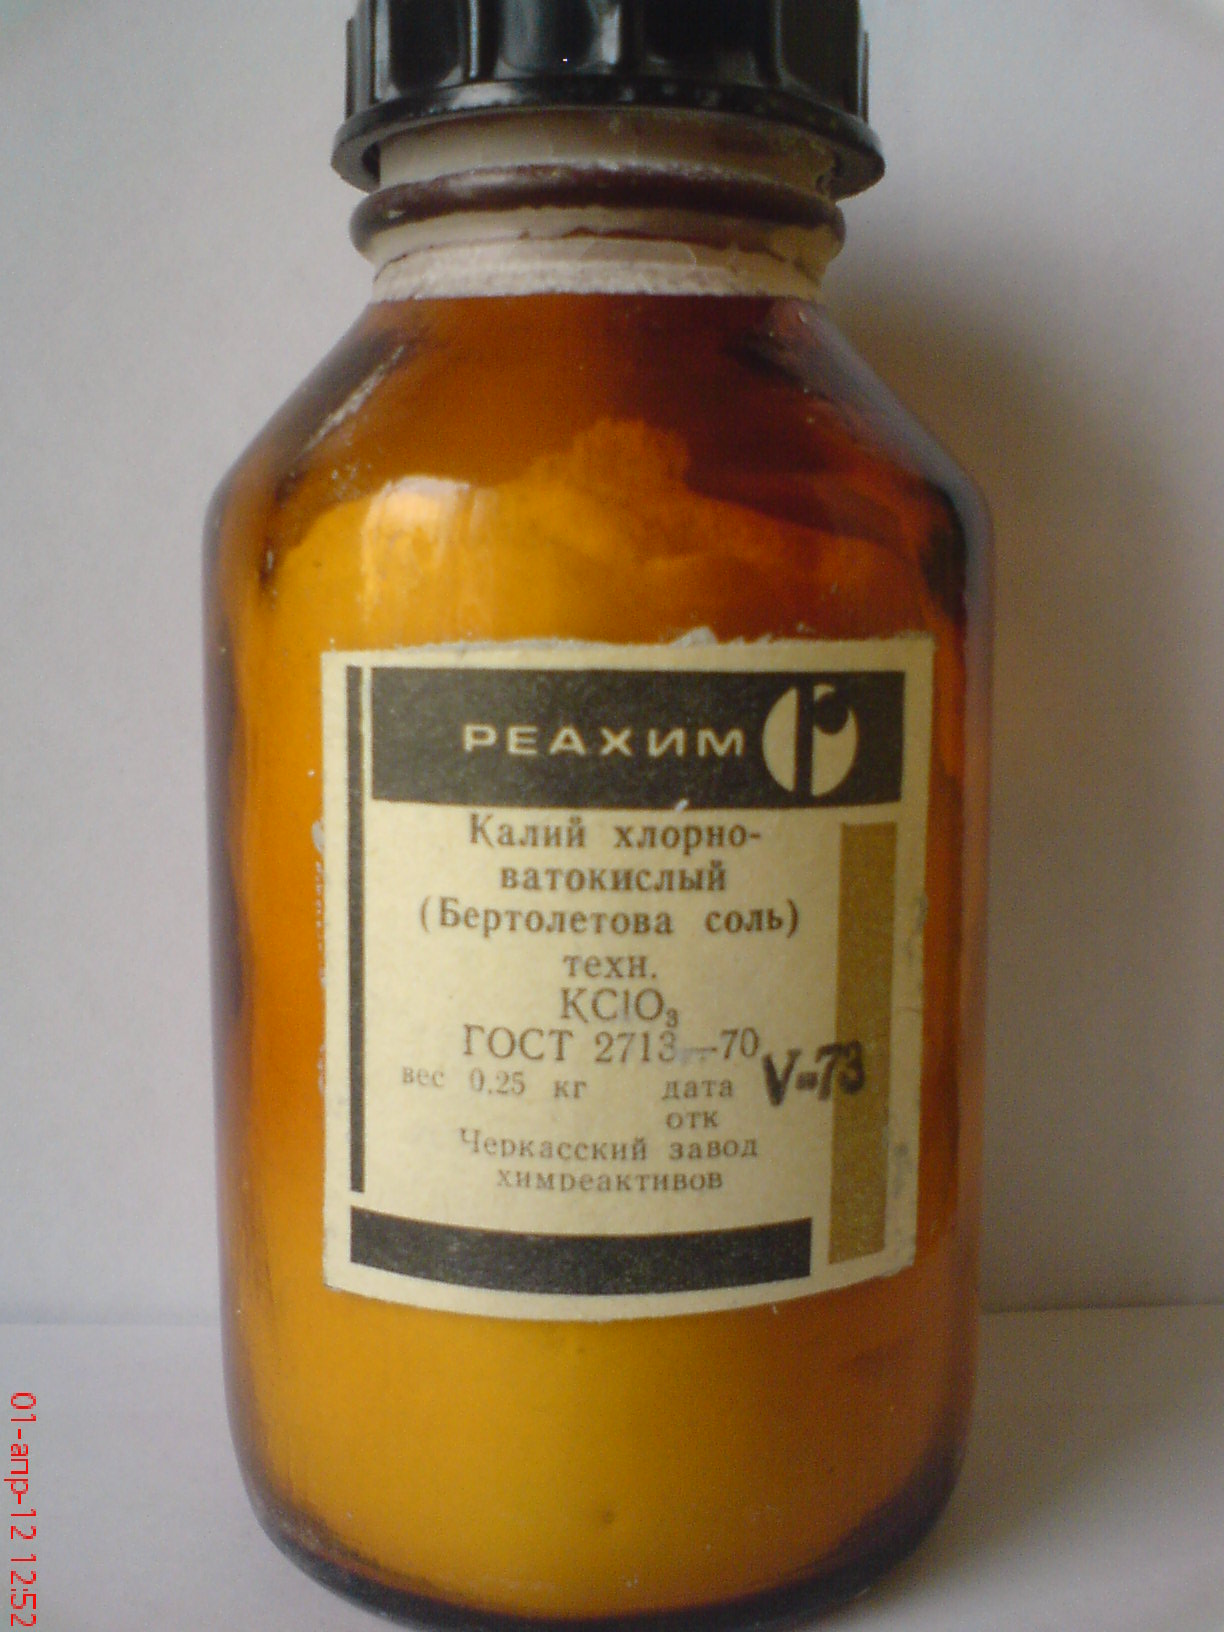 РЕАХИМ
Калий хлорно-
ватокислый
(Бертолетова соль)
техн.
KClO₃
ГОСТ 2713—70
вес 0.25 кг дата V-73
отк
Черкасский завод
химреактивов
01-апр-12 12:52